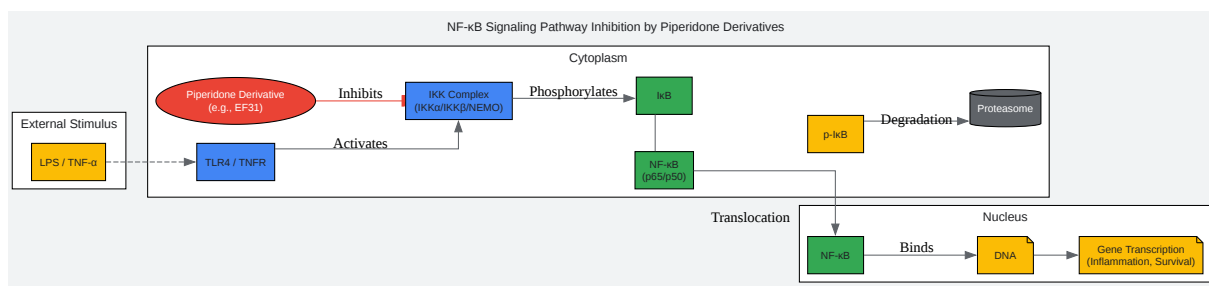 NF-κB Signaling Pathway Inhibition by Piperidone Derivatives
Cytoplasm
Piperidone Derivative
(e.g., EF31)
Inhibits
IKK Complex
(IKKα/IKKβ/NEMO)
Phosphorylates
IκB
Proteasome
External Stimulus
LPS / TNF-α
TLR4 / TNFR
Activates
p-IκB
Degradation
NF-κB
(p65/p50)
Translocation
Nucleus
NF-κB
Binds
DNA
Gene Transcription
(Inflammation, Survival)